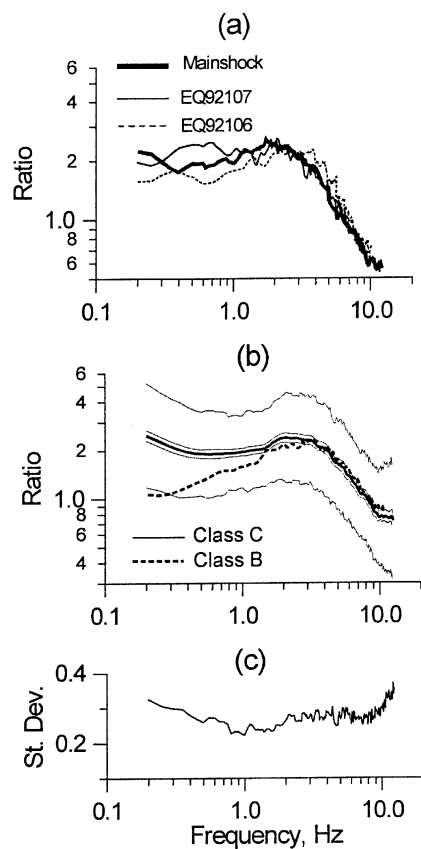 (a)
6
4
2
1.0
8
6
Ratio
Mainshock
EQ92107
EQ92106
0.1
1.0
10.0
(b)
6
4
2
1.0
8
6
4
Ratio
Class C
Class B
0.1
1.0
10.0
(c)
0.4
0.2
St. Dev.
0.1
1.0
10.0
Frequency, Hz